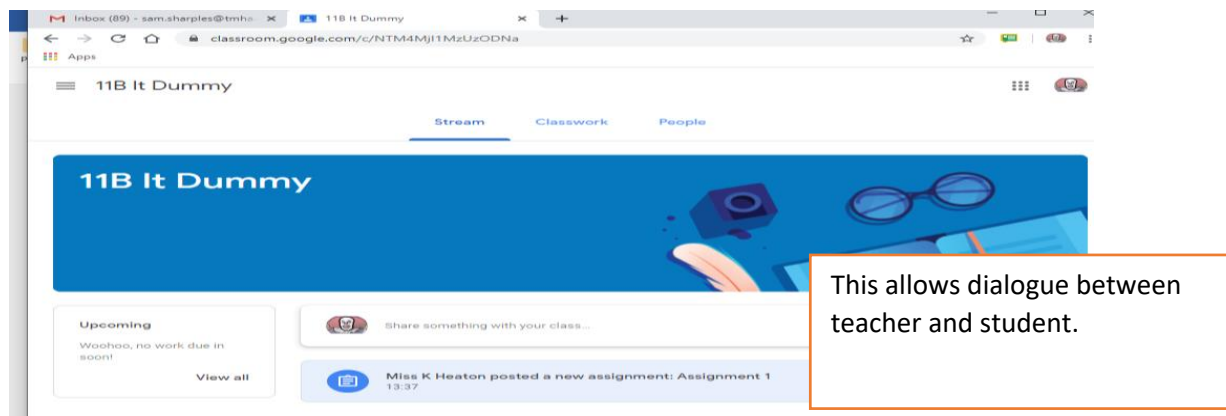 Inbox (89) - sam.sharples@tmha
11B It Dummy
classroom.google.com/c/NTM4MjI1MzUzODNa
Apps
11B It Dummy
Stream Classwork People
11B It Dummy
This allows dialogue between
teacher and student.
Upcoming
Woohoo, no work due in
soon!
View all
Share something with your class...
Miss K Heaton posted a new assignment: Assignment 1
13:37